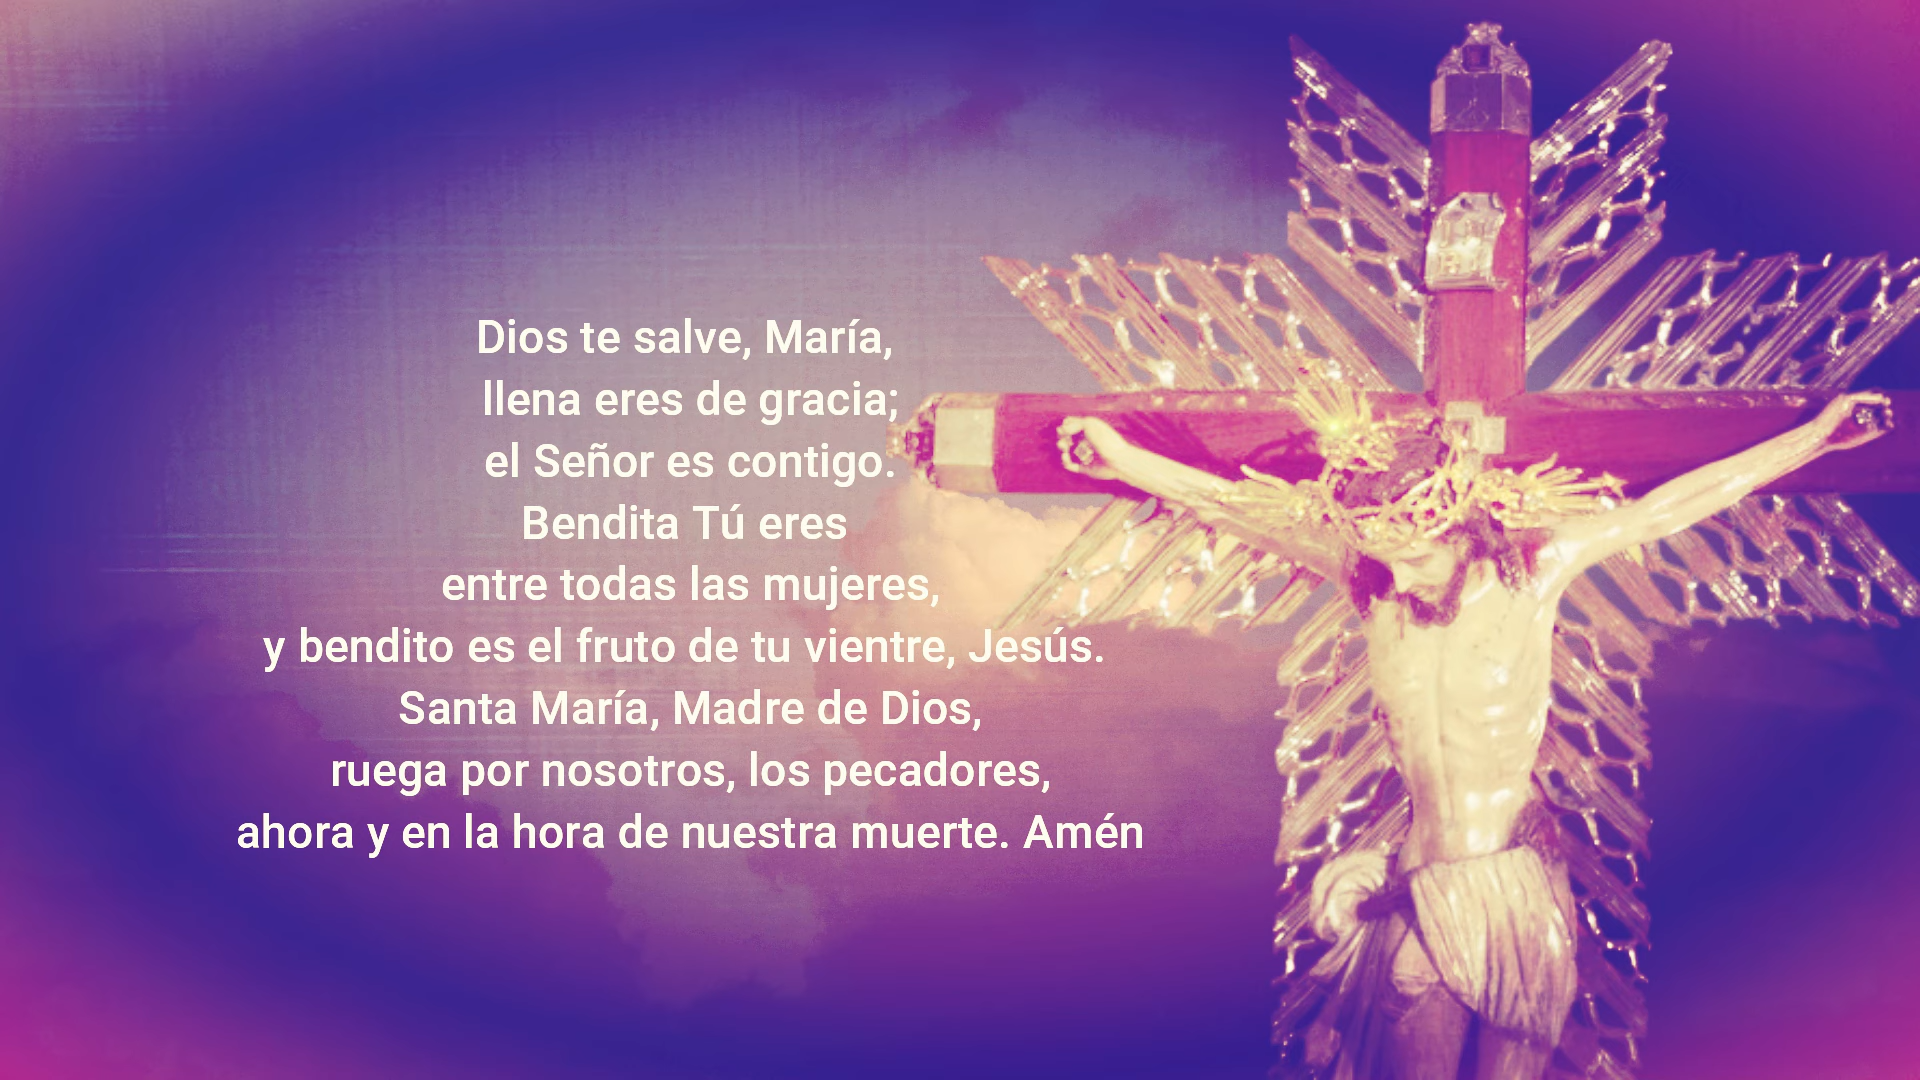 Dios te salve, María,
llena eres de gracia;
el Señor es contigo.
Bendita Tú eres
entre todas las mujeres,
y bendito es el fruto de tu vientre, Jesús.
Santa María, Madre de Dios,
ruega por nosotros, los pecadores,
ahora y en la hora de nuestra muerte. Amén